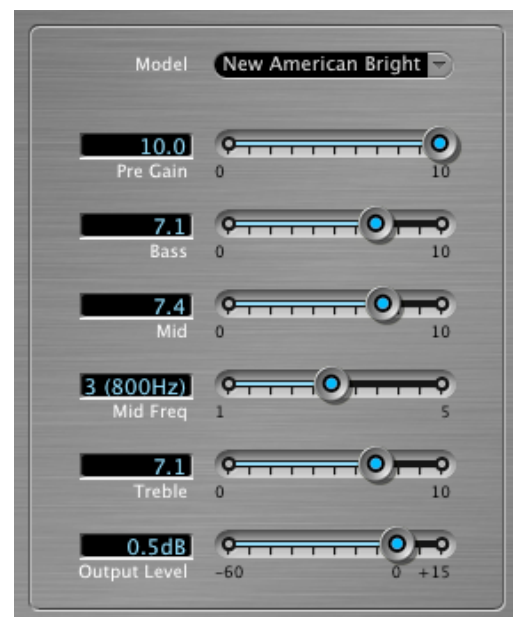 Model New American Bright
10.0
Pre Gain 0 10
7.1
Bass 0 10
7.4
Mid 0 10
3 (800Hz)
Mid Freq 1 5
7.1
Treble 0 10
0.5dB
Output Level -60 0 +15